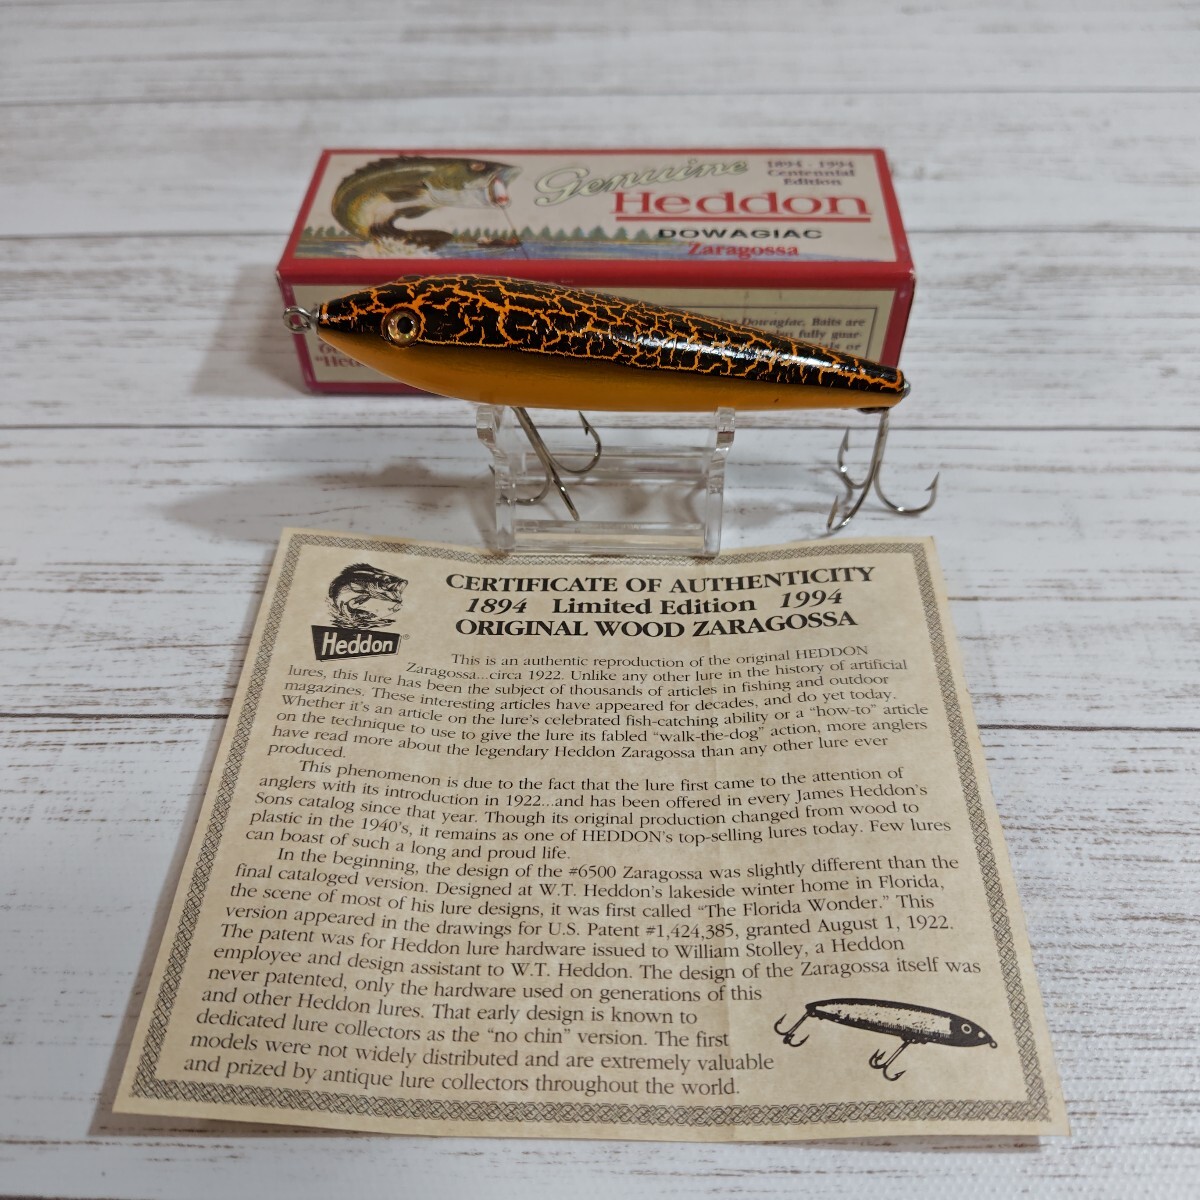 Genuine
1894 - 1994
Centennial
Edition
Heddon
DOWAGIAC
Zaragossa
Dowagiac, Baits are
fully guar-
or
"Hed
CERTIFICATE OF AUTHENTICITY
1894 Limited Edition 1994
ORIGINAL WOOD ZARAGOSSA
Heddon®
This is an authentic reproduction of the original HEDDON
Zaragossa...circa 1922. Unlike any other lure in the history of artificial
lures, this lure has been the subject of thousands of articles in fishing and outdoor
magazines. These interesting articles have appeared for decades, and do yet today.
Whether it's an article on the lure's celebrated fish-catching ability or a "how-to" article
on the technique to use to give the lure its fabled "walk-the-dog" action, more anglers
have read more about the legendary Heddon Zaragossa than any other lure ever
produced.
This phenomenon is due to the fact that the lure first came to the attention of
anglers with its introduction in 1922...and has been offered in every James Heddon's
Sons catalog since that year. Though its original production changed from wood to
plastic in the 1940's, it remains as one of HEDDON's top-selling lures today. Few lures
can boast of such a long and proud life.
In the beginning, the design of the #6500 Zaragossa was slightly different than the
final cataloged version. Designed at W.T. Heddon's lakeside winter home in Florida,
the scene of most of his lure designs, it was first called "The Florida Wonder." This
version appeared in the drawings for U.S. Patent #1,424,385, granted August 1, 1922.
The patent was for Heddon lure hardware issued to William Stolley, a Heddon
employee and design assistant to W.T. Heddon. The design of the Zaragossa itself was
never patented, only the hardware used on generations of this
and other Heddon lures. That early design is known to
dedicated lure collectors as the "no chin" version. The first
models were not widely distributed and are extremely valuable
and prized by antique lure collectors throughout the world.